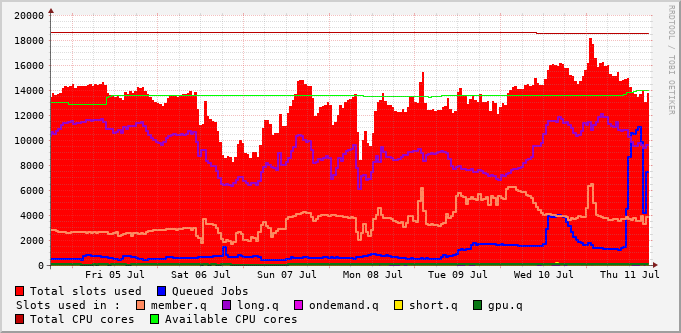 20000
18000
16000
14000
12000
10000
8000
6000
4000
2000
0
Fri 05 Jul Sat 06 Jul Sun 07 Jul Mon 08 Jul Tue 09 Jul Wed 10 Jul Thu 11 Jul
RRDTOOL / TOBI OETIKER
Total slots used Queued Jobs
Slots used in : member.q long.q ondemand.q short.q gpu.q
Total CPU cores Available CPU cores